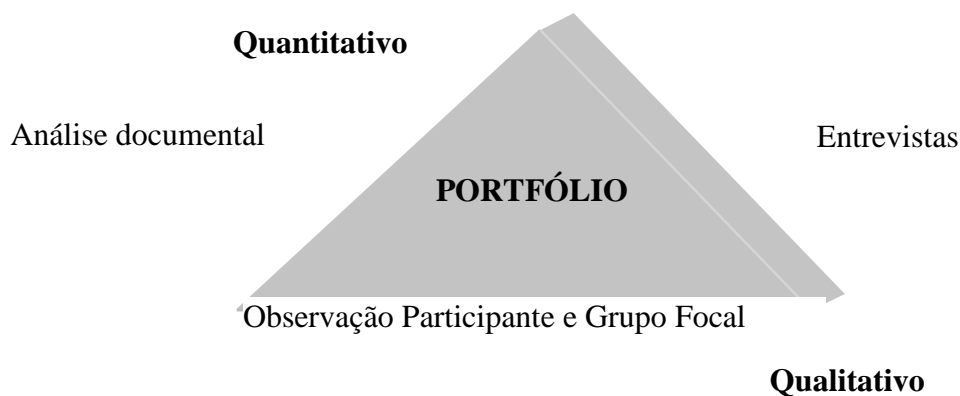 Quantitativo
Análise documental
Entrevistas
PORTFÓLIO
Observação Participante e Grupo Focal
Qualitativo